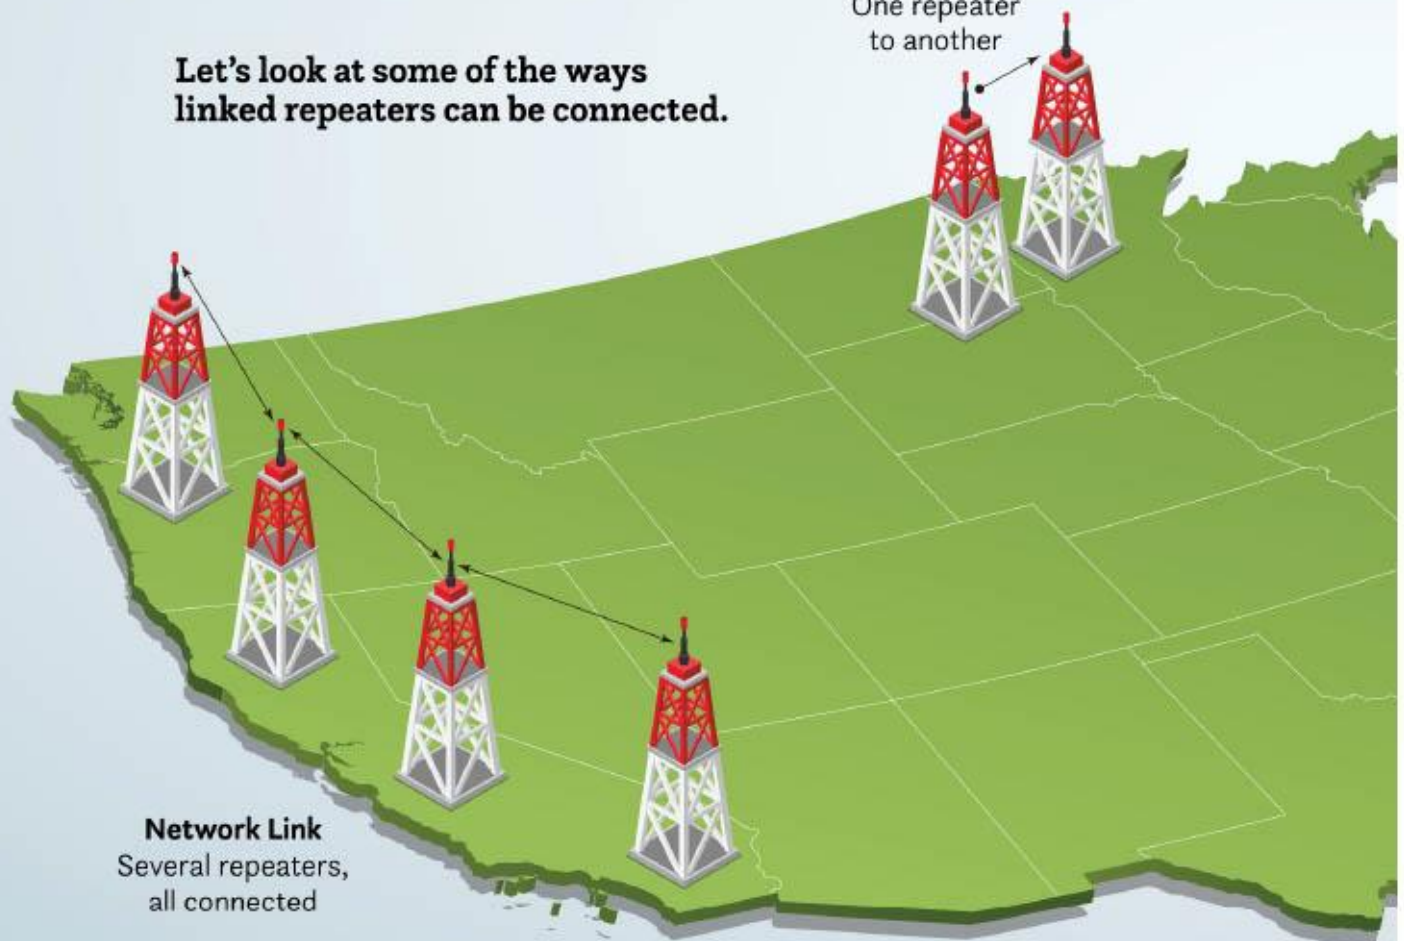 One repeater
to another
Let's look at some of the ways
linked repeaters can be connected.
Network Link
Several repeaters,
all connected